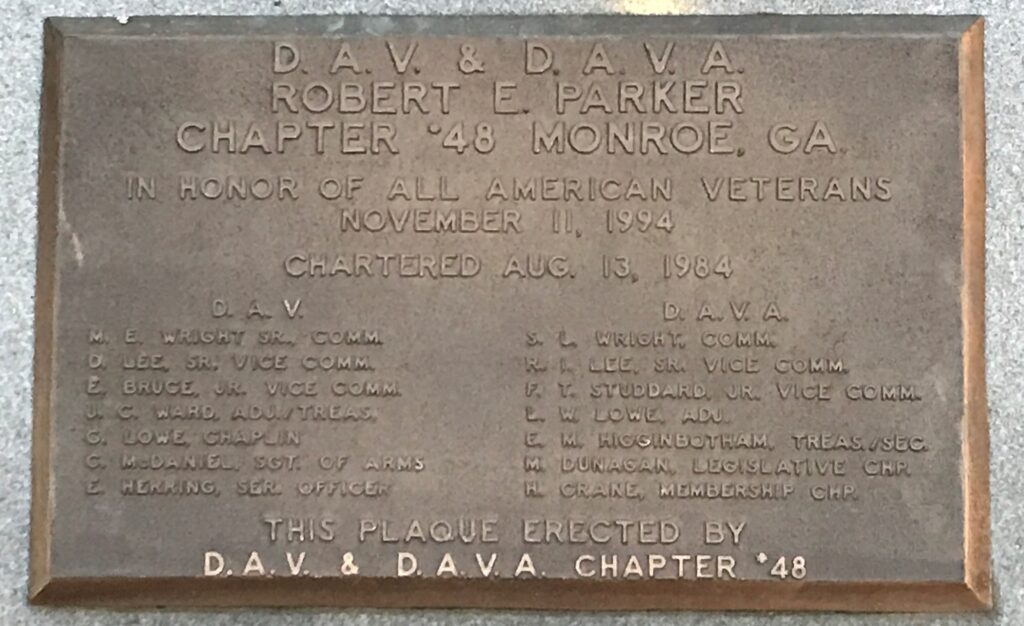 D. A. V. & D. A. V. A.
ROBERT E. PARKER
CHAPTER #48 MONROE, GA.
IN HONOR OF ALL AMERICAN VETERANS
NOVEMBER 11, 1994
CHARTERED AUG. 13, 1984
D. A. V.
M. E. WRIGHT SR., COMM.
D. LEE, SR. VICE COMM.
E. BRUCE, JR. VICE COMM.
J. C. WARD, ADJ./TREAS.
G. LOWE, CHAPLIN
C. McDANIEL, SGT. OF ARMS
E. HERRING, SER. OFFICER
D. A. V. A.
S. L. WRIGHT, COMM.
R. I. LEE, SR. VICE COMM.
F. T. STUDDARD, JR. VICE COMM.
L. W. LOWE, ADJ.
E. M. HIGGINBOTHAM, TREAS./SEC.
M. DUNAGAN, LEGISLATIVE CHP.
H. CRANE, MEMBERSHIP CHP.
THIS PLAQUE ERECTED BY
D. A. V. & D. A. V. A. CHAPTER #48